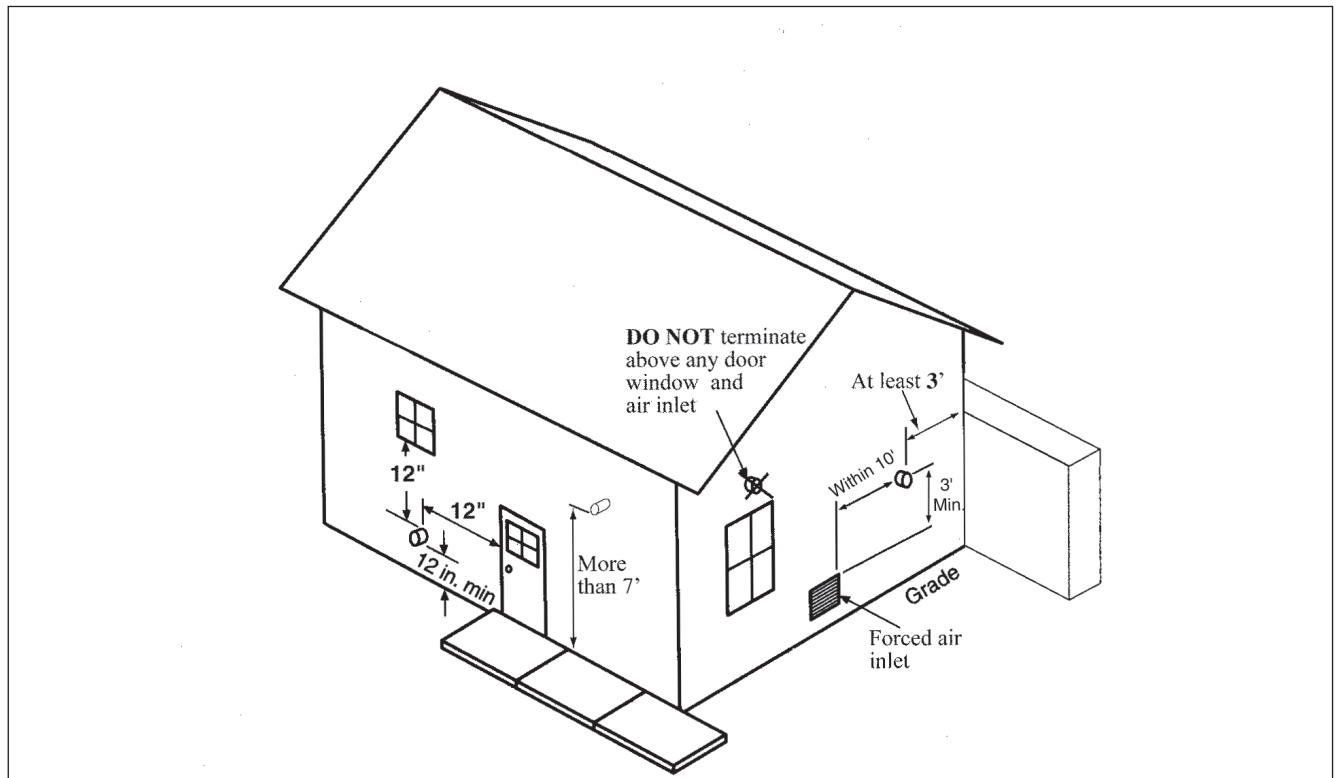 DO NOT terminate
above any door
window and
air inlet
At least 3'
Within 10'
3'
Min.
12"
12"
12 in. min
More
than 7'
Grade
Forced air
inlet